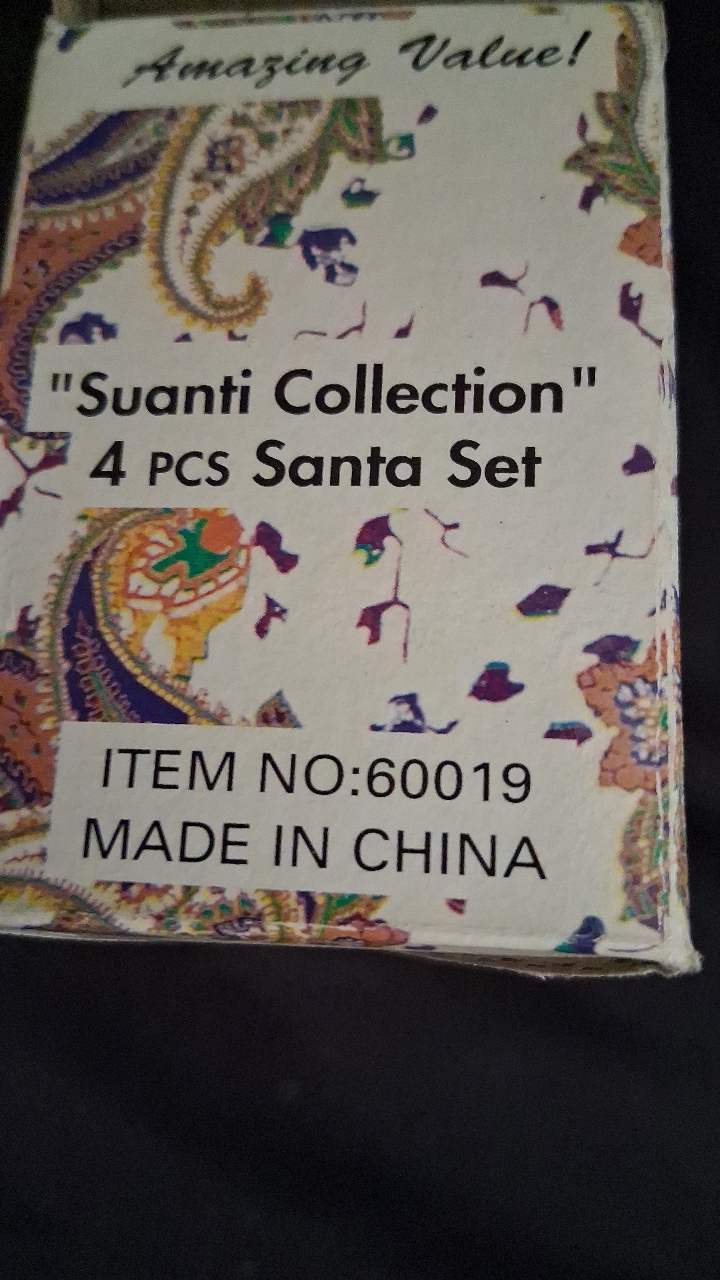 Amazing Value!
"Suanti Collection"
4 PCS Santa Set
ITEM NO:60019
MADE IN CHINA